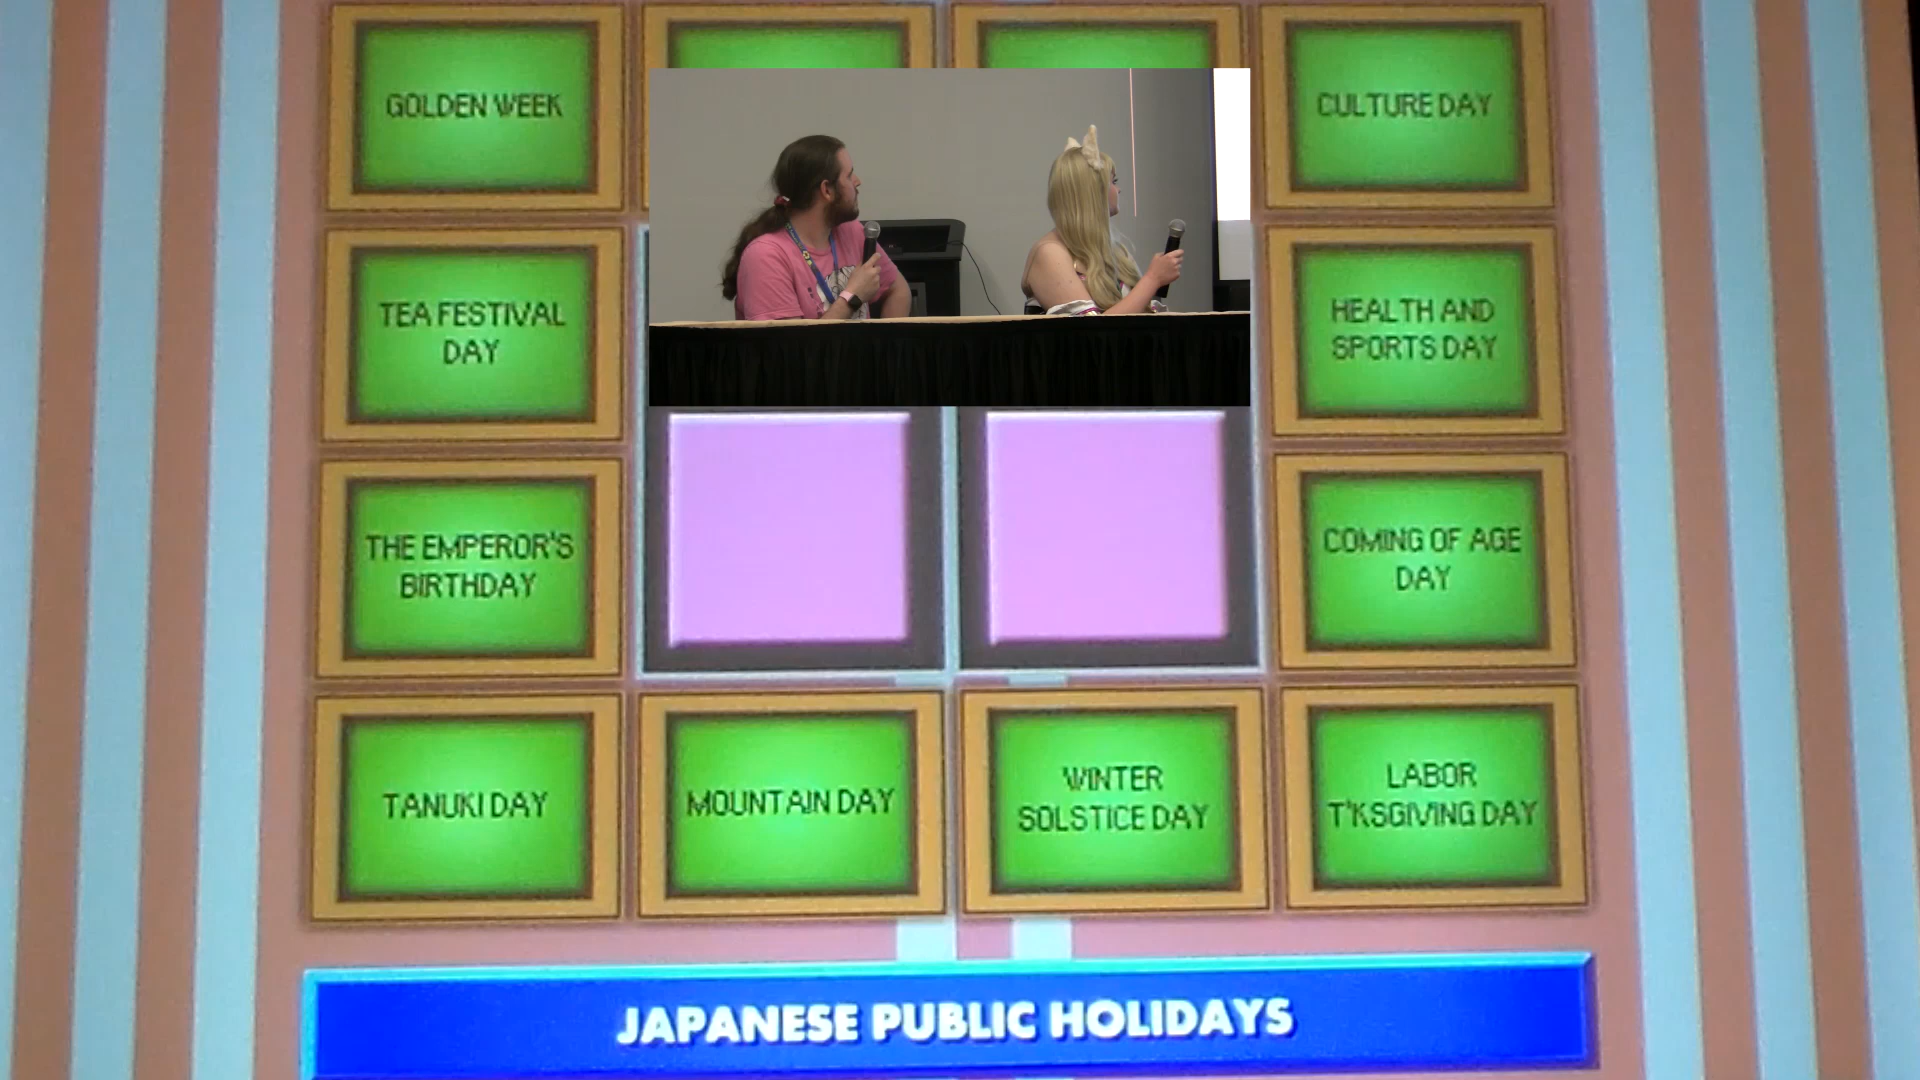 GOLDEN WEEK
CULTURE DAY
TEA FESTIVAL
DAY
HEALTH AND
SPORTS DAY
THE EMPEROR'S
BIRTHDAY
COMING OF AGE
DAY
TANUKI DAY
MOUNTAIN DAY
WINTER
SOLSTICE DAY
LABOR
T'KSGIVING DAY
JAPANESE PUBLIC HOLIDAYS